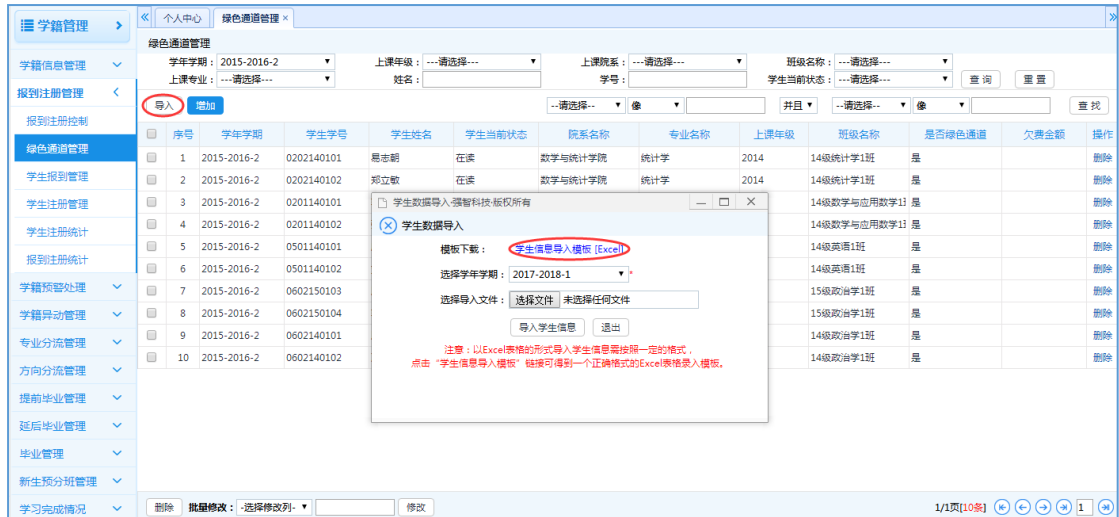 学籍管理
个人中心 绿色通道管理 ×
绿色通道管理
学年学期： 2015-2016-2 上课年级： ---请选择--- 上课院系： ---请选择--- 班级名称： ---请选择---
上课专业： ---请选择--- 姓名： 学号： 学生当前状态： ---请选择--- 查 询 重 置
导入 增加 --请选择-- 像 并且 --请选择-- 像 查 找
序号 学年学期 学生学号 学生姓名 学生当前状态 院系名称 专业名称 上课年级 班级名称 是否绿色通道 欠费金额 操作
1 2015-2016-2 0202140101 易志朝 在读 数学与统计学院 统计学 2014 14级统计学1班 是 删除
2 2015-2016-2 0202140102 郑立敏 在读 数学与统计学院 统计学 2014 14级统计学1班 是 删除
3 2015-2016-2 0201140101 14级数学与应用数学1班 是 删除
4 2015-2016-2 0201140102 14级数学与应用数学1班 是 删除
5 2015-2016-2 0501140101 14级英语1班 是 删除
6 2015-2016-2 0501140102 14级英语1班 是 删除
7 2015-2016-2 0602150103 15级政治学1班 是 删除
8 2015-2016-2 0602150104 15级政治学1班 是 删除
9 2015-2016-2 0602140101 14级政治学1班 是 删除
10 2015-2016-2 0602140102 14级政治学1班 是 删除
学生数据导入-强智科技-版权所有
学生数据导入
模板下载： 学生信息导入模板 [Excel]
选择学年学期： 2017-2018-1 *
选择导入文件： 选择文件 未选择任何文件
导入学生信息 退出
注意：以Excel表格的形式导入学生信息需按照一定的格式，
点击“学生信息导入模板”链接可得到一个正确格式的Excel表格录入模板。
学籍信息管理
报到注册管理
报到注册控制
绿色通道管理
学生报到管理
学生注册管理
学生注册统计
报到注册统计
学籍预警处理
学籍异动管理
专业分流管理
方向分流管理
提前毕业管理
延后毕业管理
毕业管理
新生预分班管理
学习完成情况
删除 批量修改： -选择修改列- 修改
1/1页[10条] 1